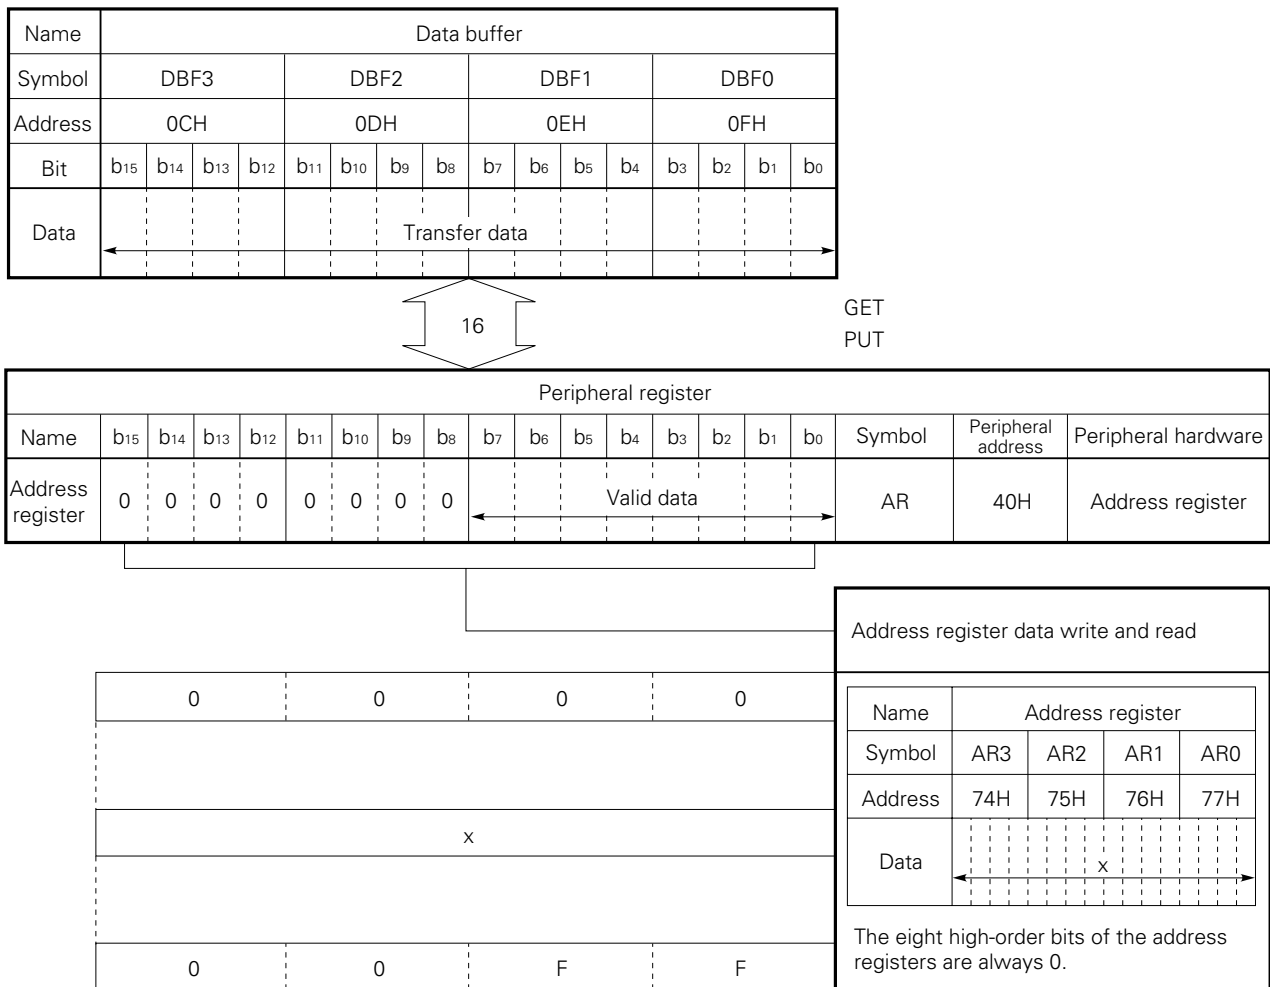 Name Data buffer
Symbol DBF3 DBF2 DBF1 DBF0
Address 0CH 0DH 0EH 0FH
Bit b15 b14 b13 b12 b11 b10 b9 b8 b7 b6 b5 b4 b3 b2 b1 b0
Data Transfer data
16
GET
PUT
Peripheral register
Name b15 b14 b13 b12 b11 b10 b9 b8 b7 b6 b5 b4 b3 b2 b1 b0 Symbol Peripheral address Peripheral hardware
Address register 0 0 0 0 0 0 0 0 Valid data AR 40H Address register
Address register data write and read
0 0 0 0
x
0 0 F F
Name Address register
Symbol AR3 AR2 AR1 AR0
Address 74H 75H 76H 77H
Data x
The eight high-order bits of the address
registers are always 0.